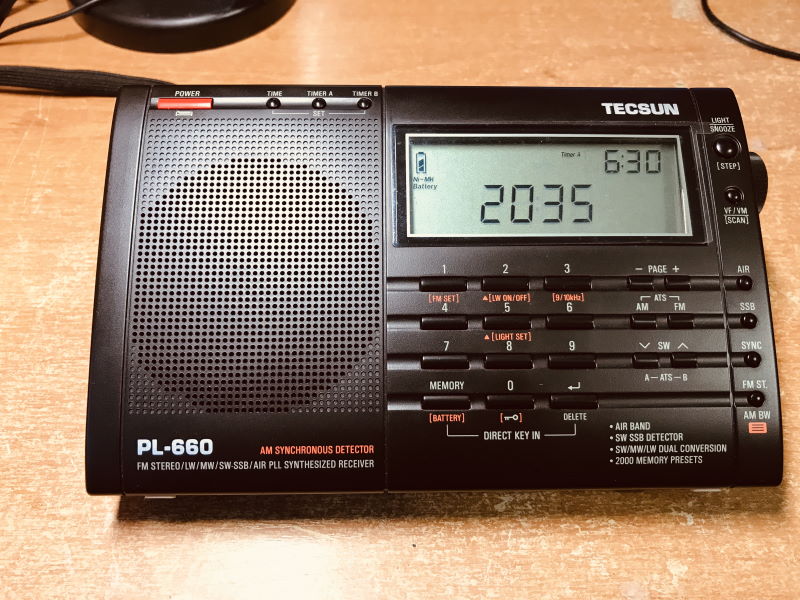 POWER TIME TIMER A TIMER B
SET
TECSUN
LIGHT
SNOOZE
[STEP]
Timer A 6:30
Ni-MH
Battery
2035
VF/VM
[SCAN]
1 2 3 - PAGE + AIR
[FM SET] ▲[LW ON/OFF] [9/10kHz] ATS
4 5 6 AM FM SSB
▲[LIGHT SET]
7 8 9 SW SYNC
A-ATS-B
MEMORY 0 FM ST.
[BATTERY] DELETE AM BW
DIRECT KEY IN
• AIR BAND
• SW SSB DETECTOR
• SW/MW/LW DUAL CONVERSION
• 2000 MEMORY PRESETS
PL-660 AM SYNCHRONOUS DETECTOR
FM STEREO/LW/MW/SW-SSB/AIR PLL SYNTHESIZED RECEIVER